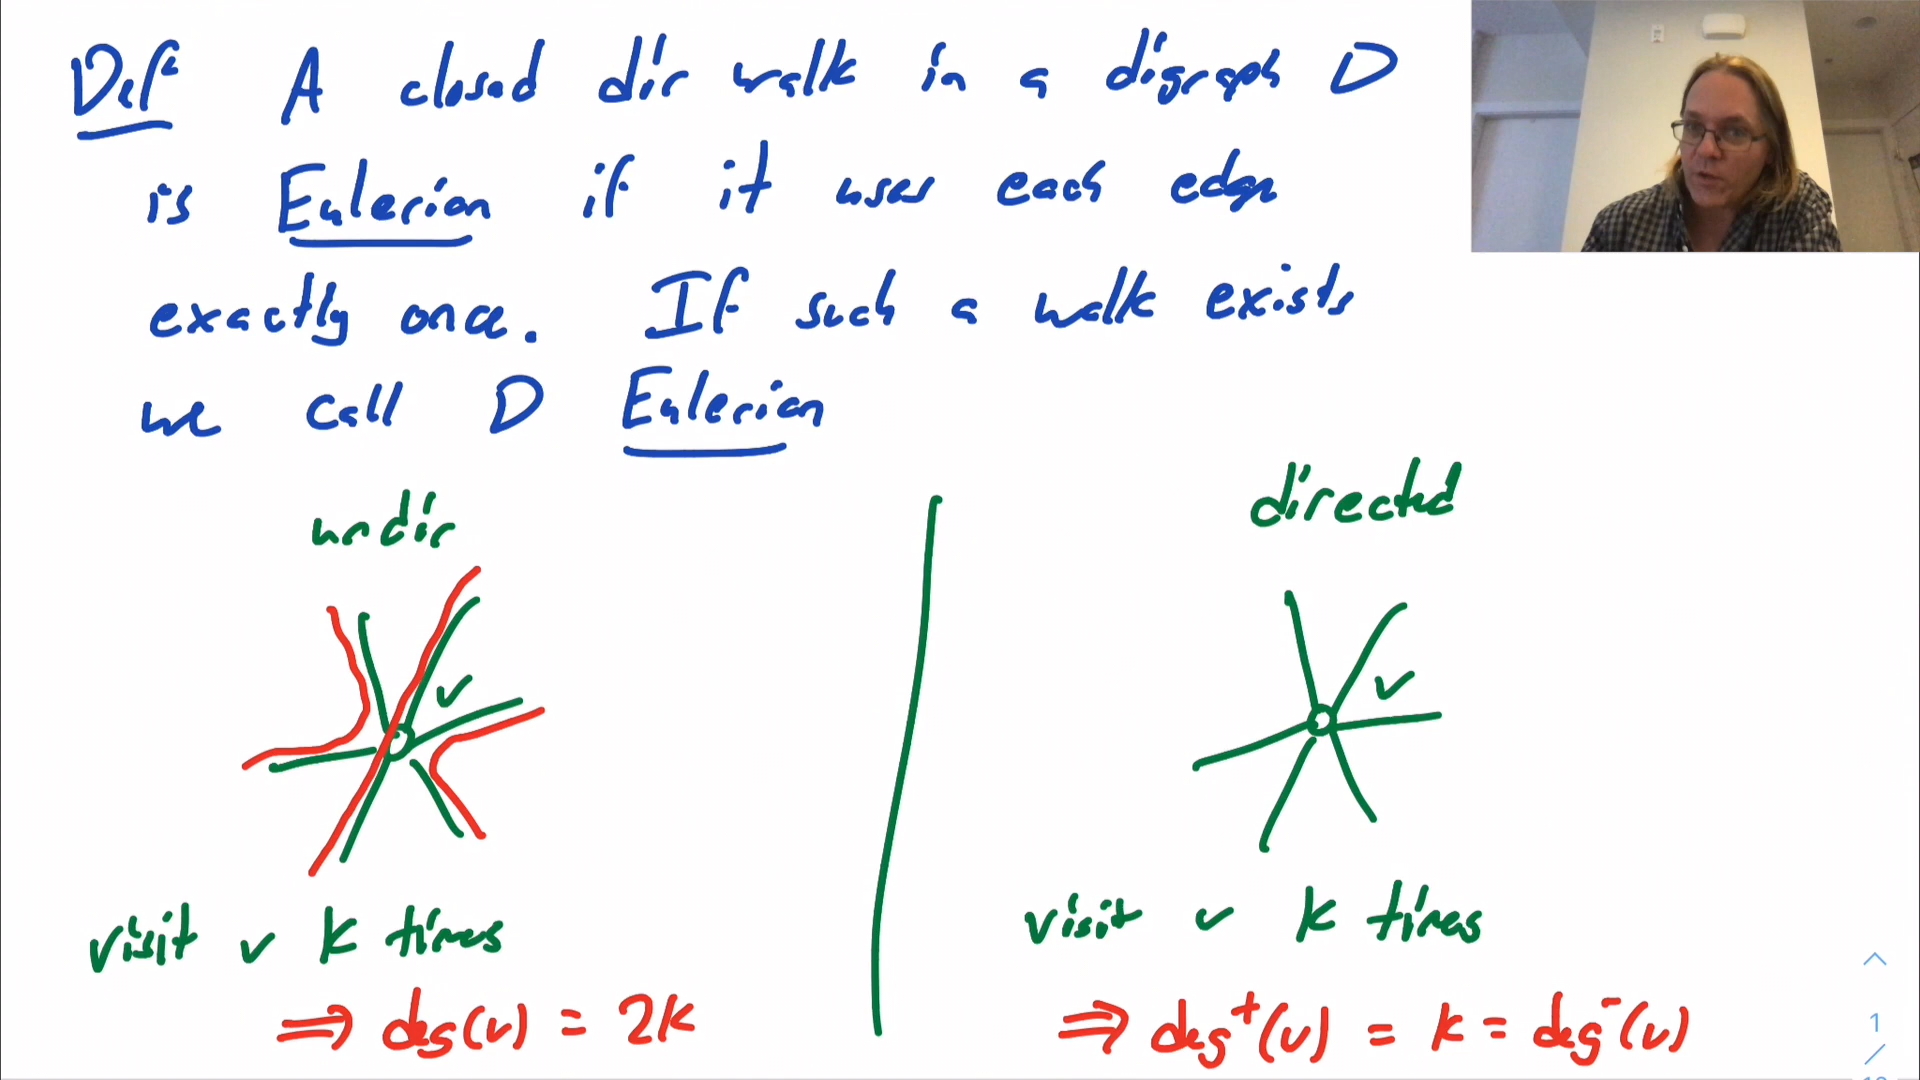 Def A closed dir walk in a digraph D
is Eulerian if it uses each edge
exactly once. If such a walk exists
we call D Eulerian
undir
directed
v
v
visit v k times
visit v k times
⇒ deg(v) = 2k
⇒ deg⁺(v) = k = deg⁻(v)
1
/